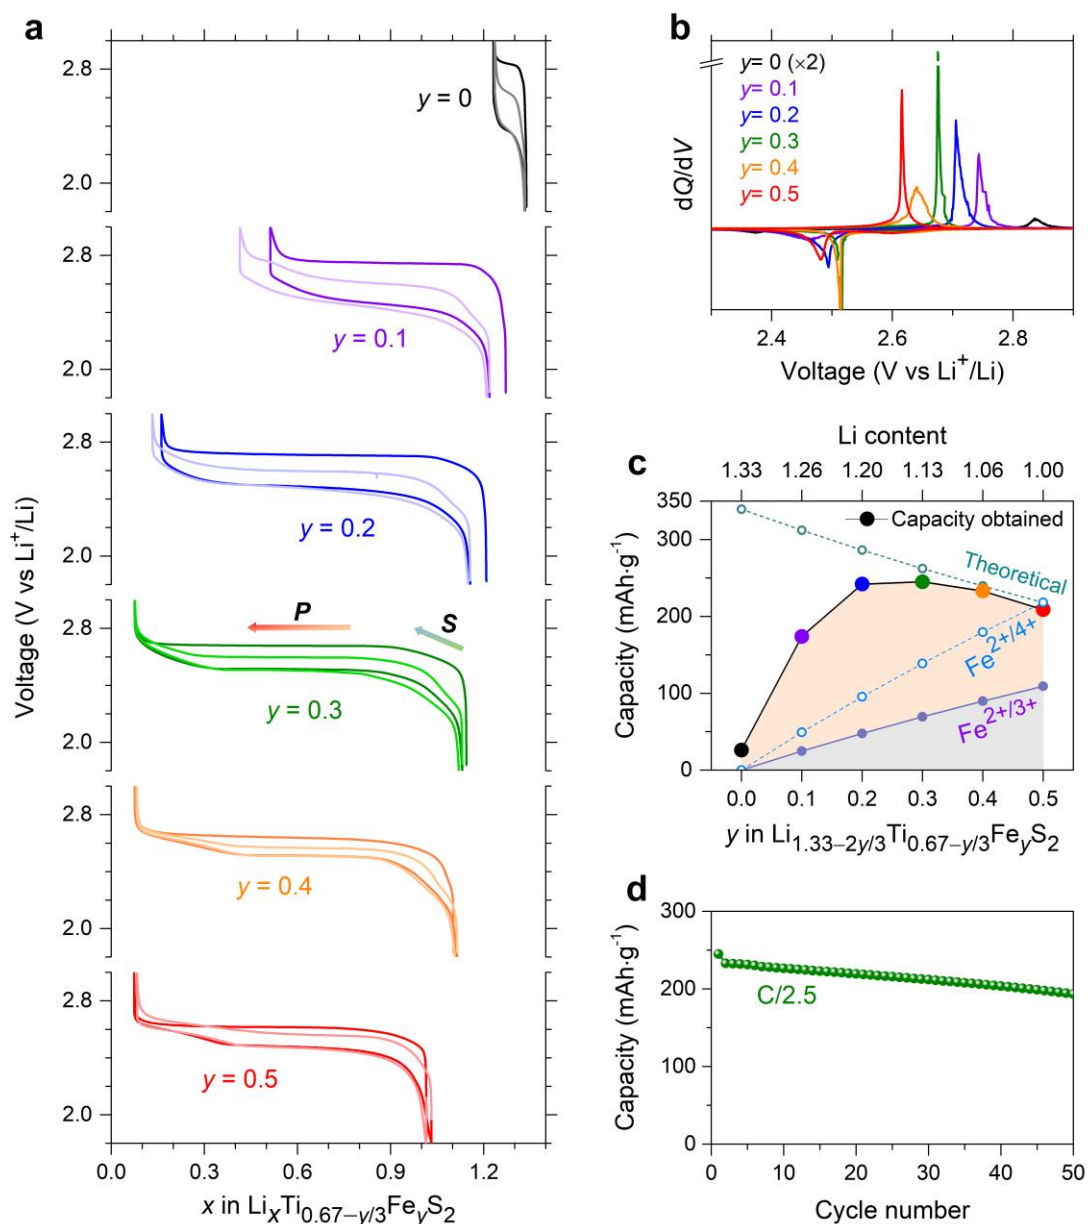 a
Voltage (V vs Li⁺/Li)
2.8
y = 0
2.0
2.8
y = 0.1
2.0
2.8
y = 0.2
2.0
2.8
P
S
y = 0.3
2.0
2.8
y = 0.4
2.0
2.8
y = 0.5
2.0
0.0 0.3 0.6 0.9 1.2
x in LiₓTi₀.₆₇₋y/₃FeyS₂
b
dQ/dV
y= 0 (×2)
y= 0.1
y= 0.2
y= 0.3
y= 0.4
y= 0.5
2.4 2.6 2.8
Voltage (V vs Li⁺/Li)
c
Li content
1.33 1.26 1.20 1.13 1.06 1.00
Capacity (mAh·g⁻¹)
350
300
200
100
0
Capacity obtained
Theoretical
Fe²⁺/⁴⁺
Fe²⁺/³⁺
0.0 0.1 0.2 0.3 0.4 0.5
y in Li₁.₃₃₋₂y/₃Ti₀.₆₇₋y/₃FeyS₂
d
Capacity (mAh·g⁻¹)
300
200
100
0
C/2.5
0 10 20 30 40 50
Cycle number